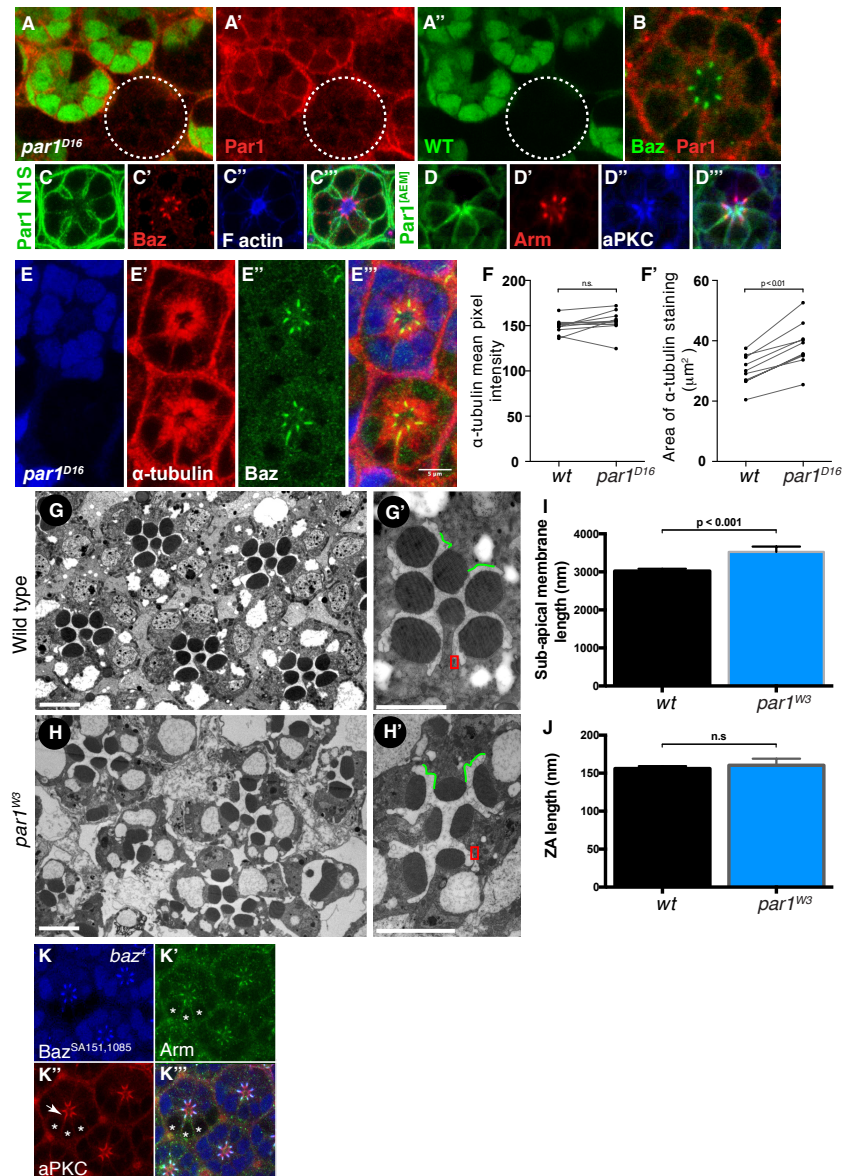 A
par1D16
A'
Par1
A''
WT
B
Baz Par1
Par1 N1S
C
C'
Baz
C''
F actin
C'''
Par1[AEM]
D
D'
Arm
D''
aPKC
D'''
E
par1D16
E'
α-tubulin
E''
Baz
E'''
5 μm
F
n.s.
200
150
100
50
0
α-tubulin mean pixel
intensity
wt
par1D16
F'
p < 0.01
60
40
20
0
Area of α-tubulin staining
(μm2)
wt
par1D16
Wild type
G
G'
I
p < 0.001
4000
3000
2000
1000
0
Sub-apical membrane
length (nm)
wt
par1W3
par1W3
H
H'
J
n.s
200
150
100
50
0
ZA length (nm)
wt
par1W3
K
baz4
BazSA151,1085
K'
* * *
Arm
K''
* * *
aPKC
K'''
* * *